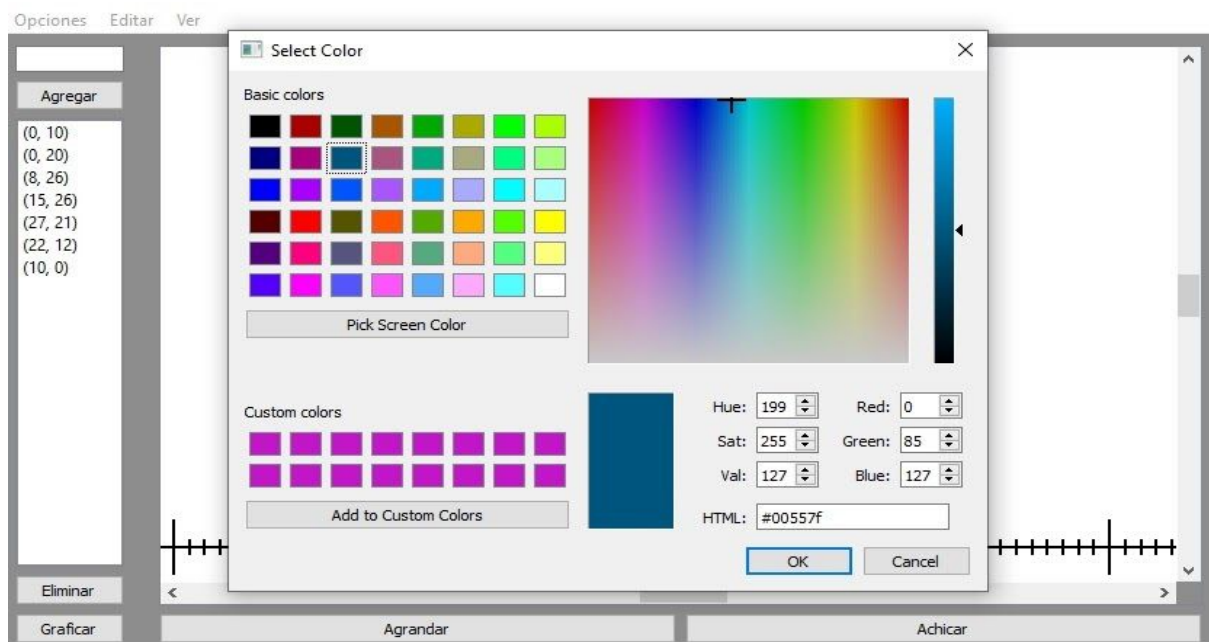 Opciones Editar Ver
Select Color
Agregar
(0, 10)
(0, 20)
(8, 26)
(15, 26)
(27, 21)
(22, 12)
(10, 0)
Basic colors
Pick Screen Color
Custom colors
Add to Custom Colors
Hue: 199 Red: 0
Sat: 255 Green: 85
Val: 127 Blue: 127
HTML: #00557f
OK Cancel
Eliminar
Graficar Agrandar Achicar